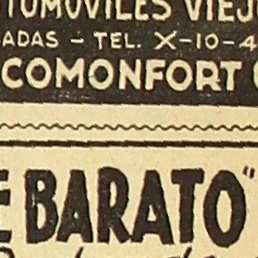 TOMOVILES VIEJO
ADAS - TEL. X-10-4
COMONFORT
E BARATO"